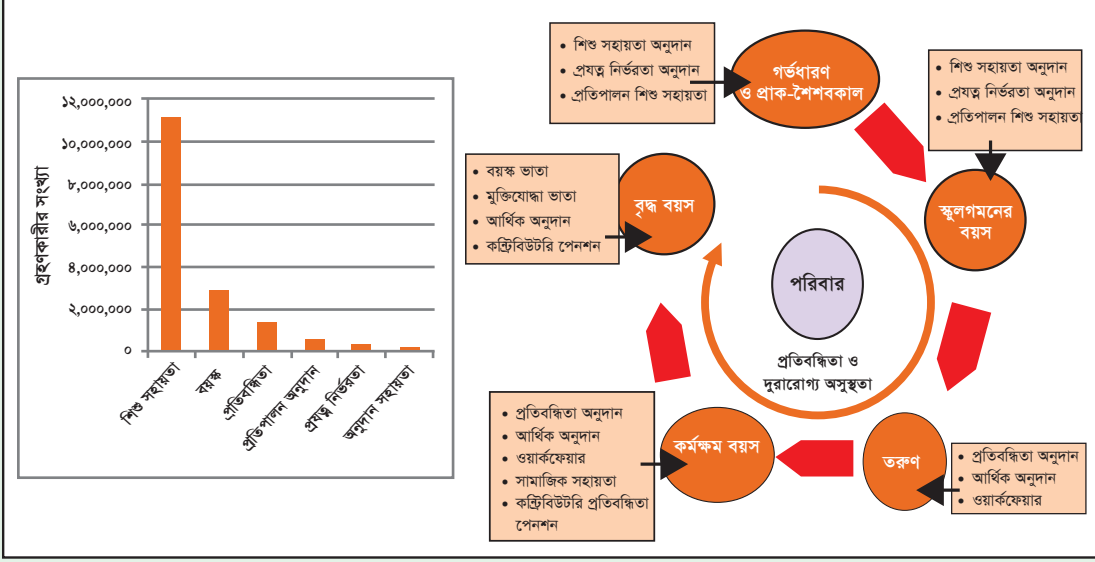 ১২,০০০,০০০
১০,০০০,০০০
৮,০০০,০০০
৬,০০০,০০০
৪,০০০,০০০
২,০০০,০০০
০
গ্রহণকারীর সংখ্যা
শিশু সহায়তা
বয়স্ক
প্রতিবন্ধিতা
প্রতিপালন অনুদান
প্রযত্ন নির্ভরতা
অনুদান সহায়তা
• শিশু সহায়তা অনুদান
• প্রযত্ন নির্ভরতা অনুদান
• প্রতিপালন শিশু সহায়তা
গর্ভধারণ
ও প্রাক-শৈশবকাল
• শিশু সহায়তা অনুদান
• প্রযত্ন নির্ভরতা অনুদান
• প্রতিপালন শিশু সহায়তা
স্কুলগমনের
বয়স
• বয়স্ক ভাতা
• মুক্তিযোদ্ধা ভাতা
• আর্থিক অনুদান
• কন্ট্রিবিউটরি পেনশন
বৃদ্ধ বয়স
পরিবার
প্রতিবন্ধিতা ও
দুরারোগ্য অসুস্থতা
• প্রতিবন্ধিতা অনুদান
• আর্থিক অনুদান
• ওয়ার্কফেয়ার
• সামাজিক সহায়তা
• কন্ট্রিবিউটরি প্রতিবন্ধিতা
পেনশন
কর্মক্ষম বয়স
তরুণ
• প্রতিবন্ধিতা অনুদান
• আর্থিক অনুদান
• ওয়ার্কফেয়ার